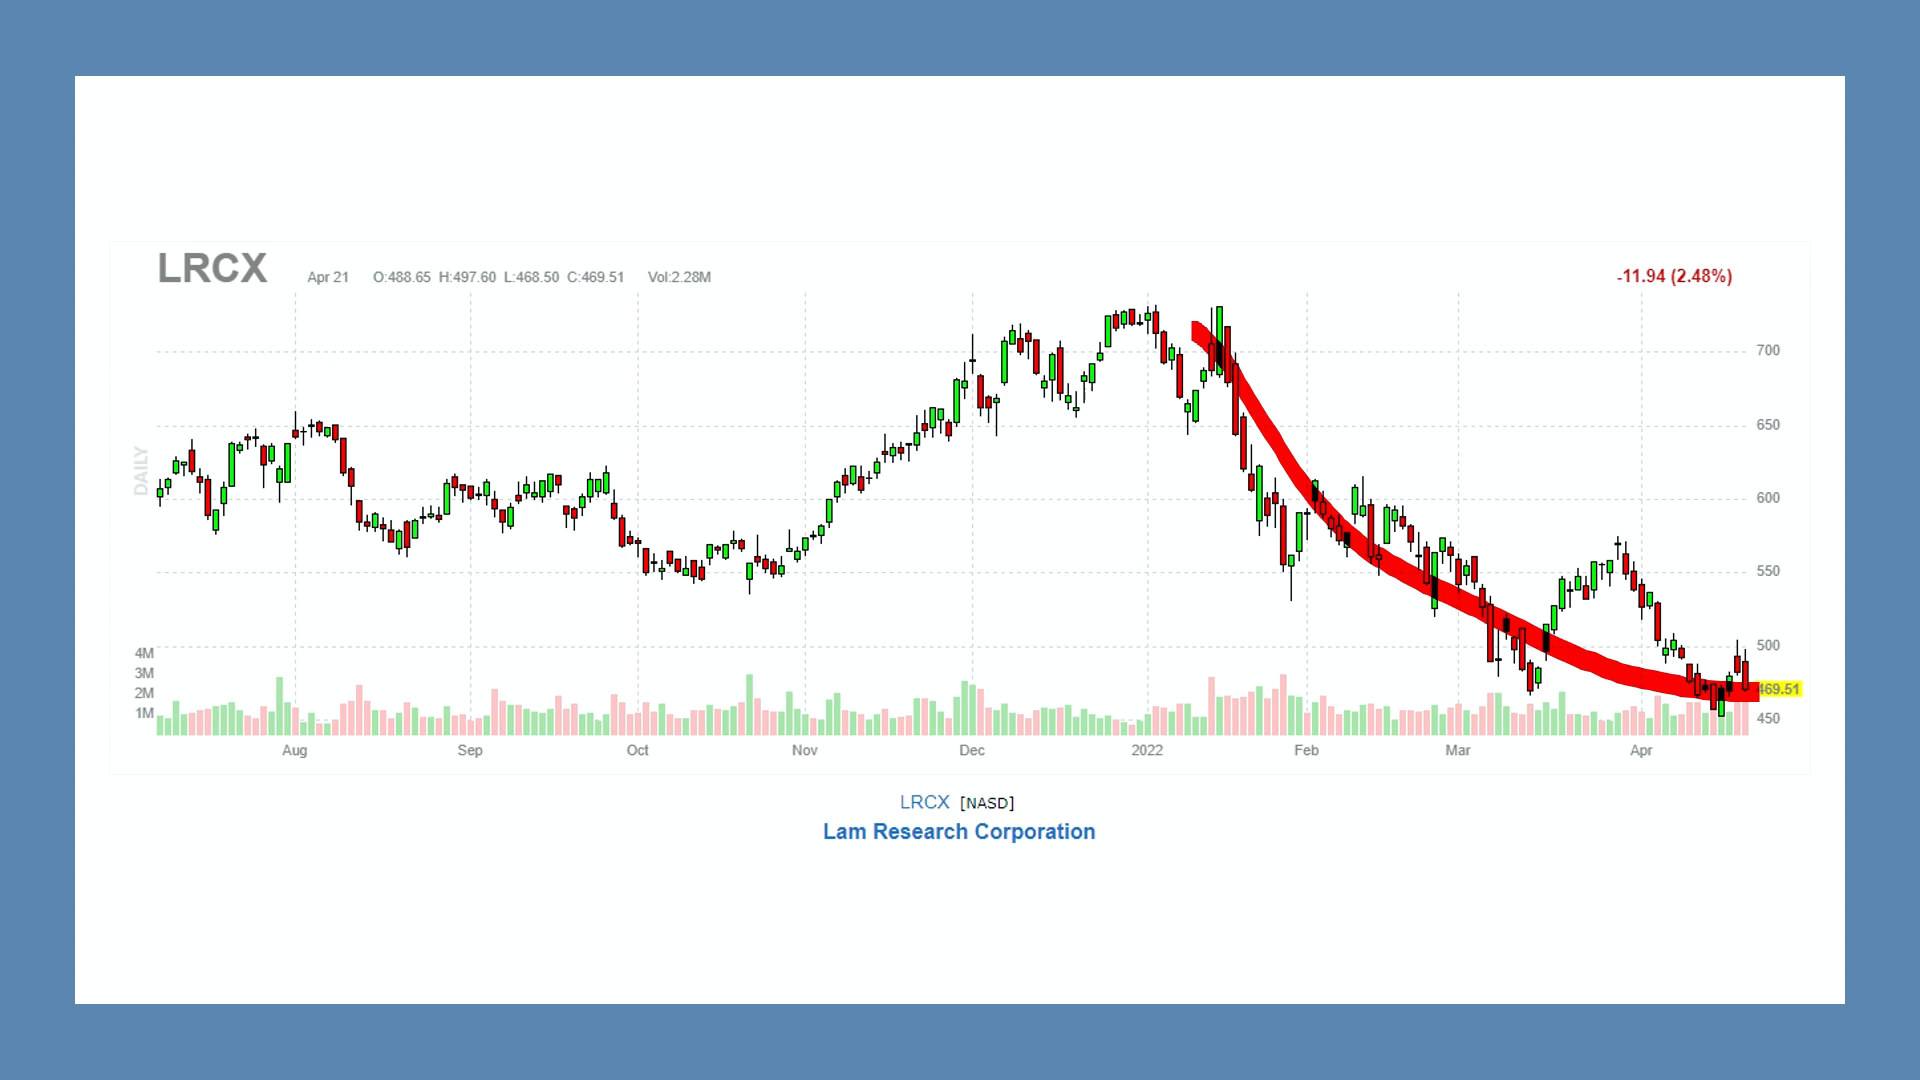 LRCX Apr 21 O:488.65 H:497.60 L:468.50 C:469.51 Vol:2.28M -11.94 (2.48%)
700
650
DAILY
600
550
500
4M
3M
469.51
2M
1M
450
Aug Sep Oct Nov Dec 2022 Feb Mar Apr
LRCX [NASD]
Lam Research Corporation